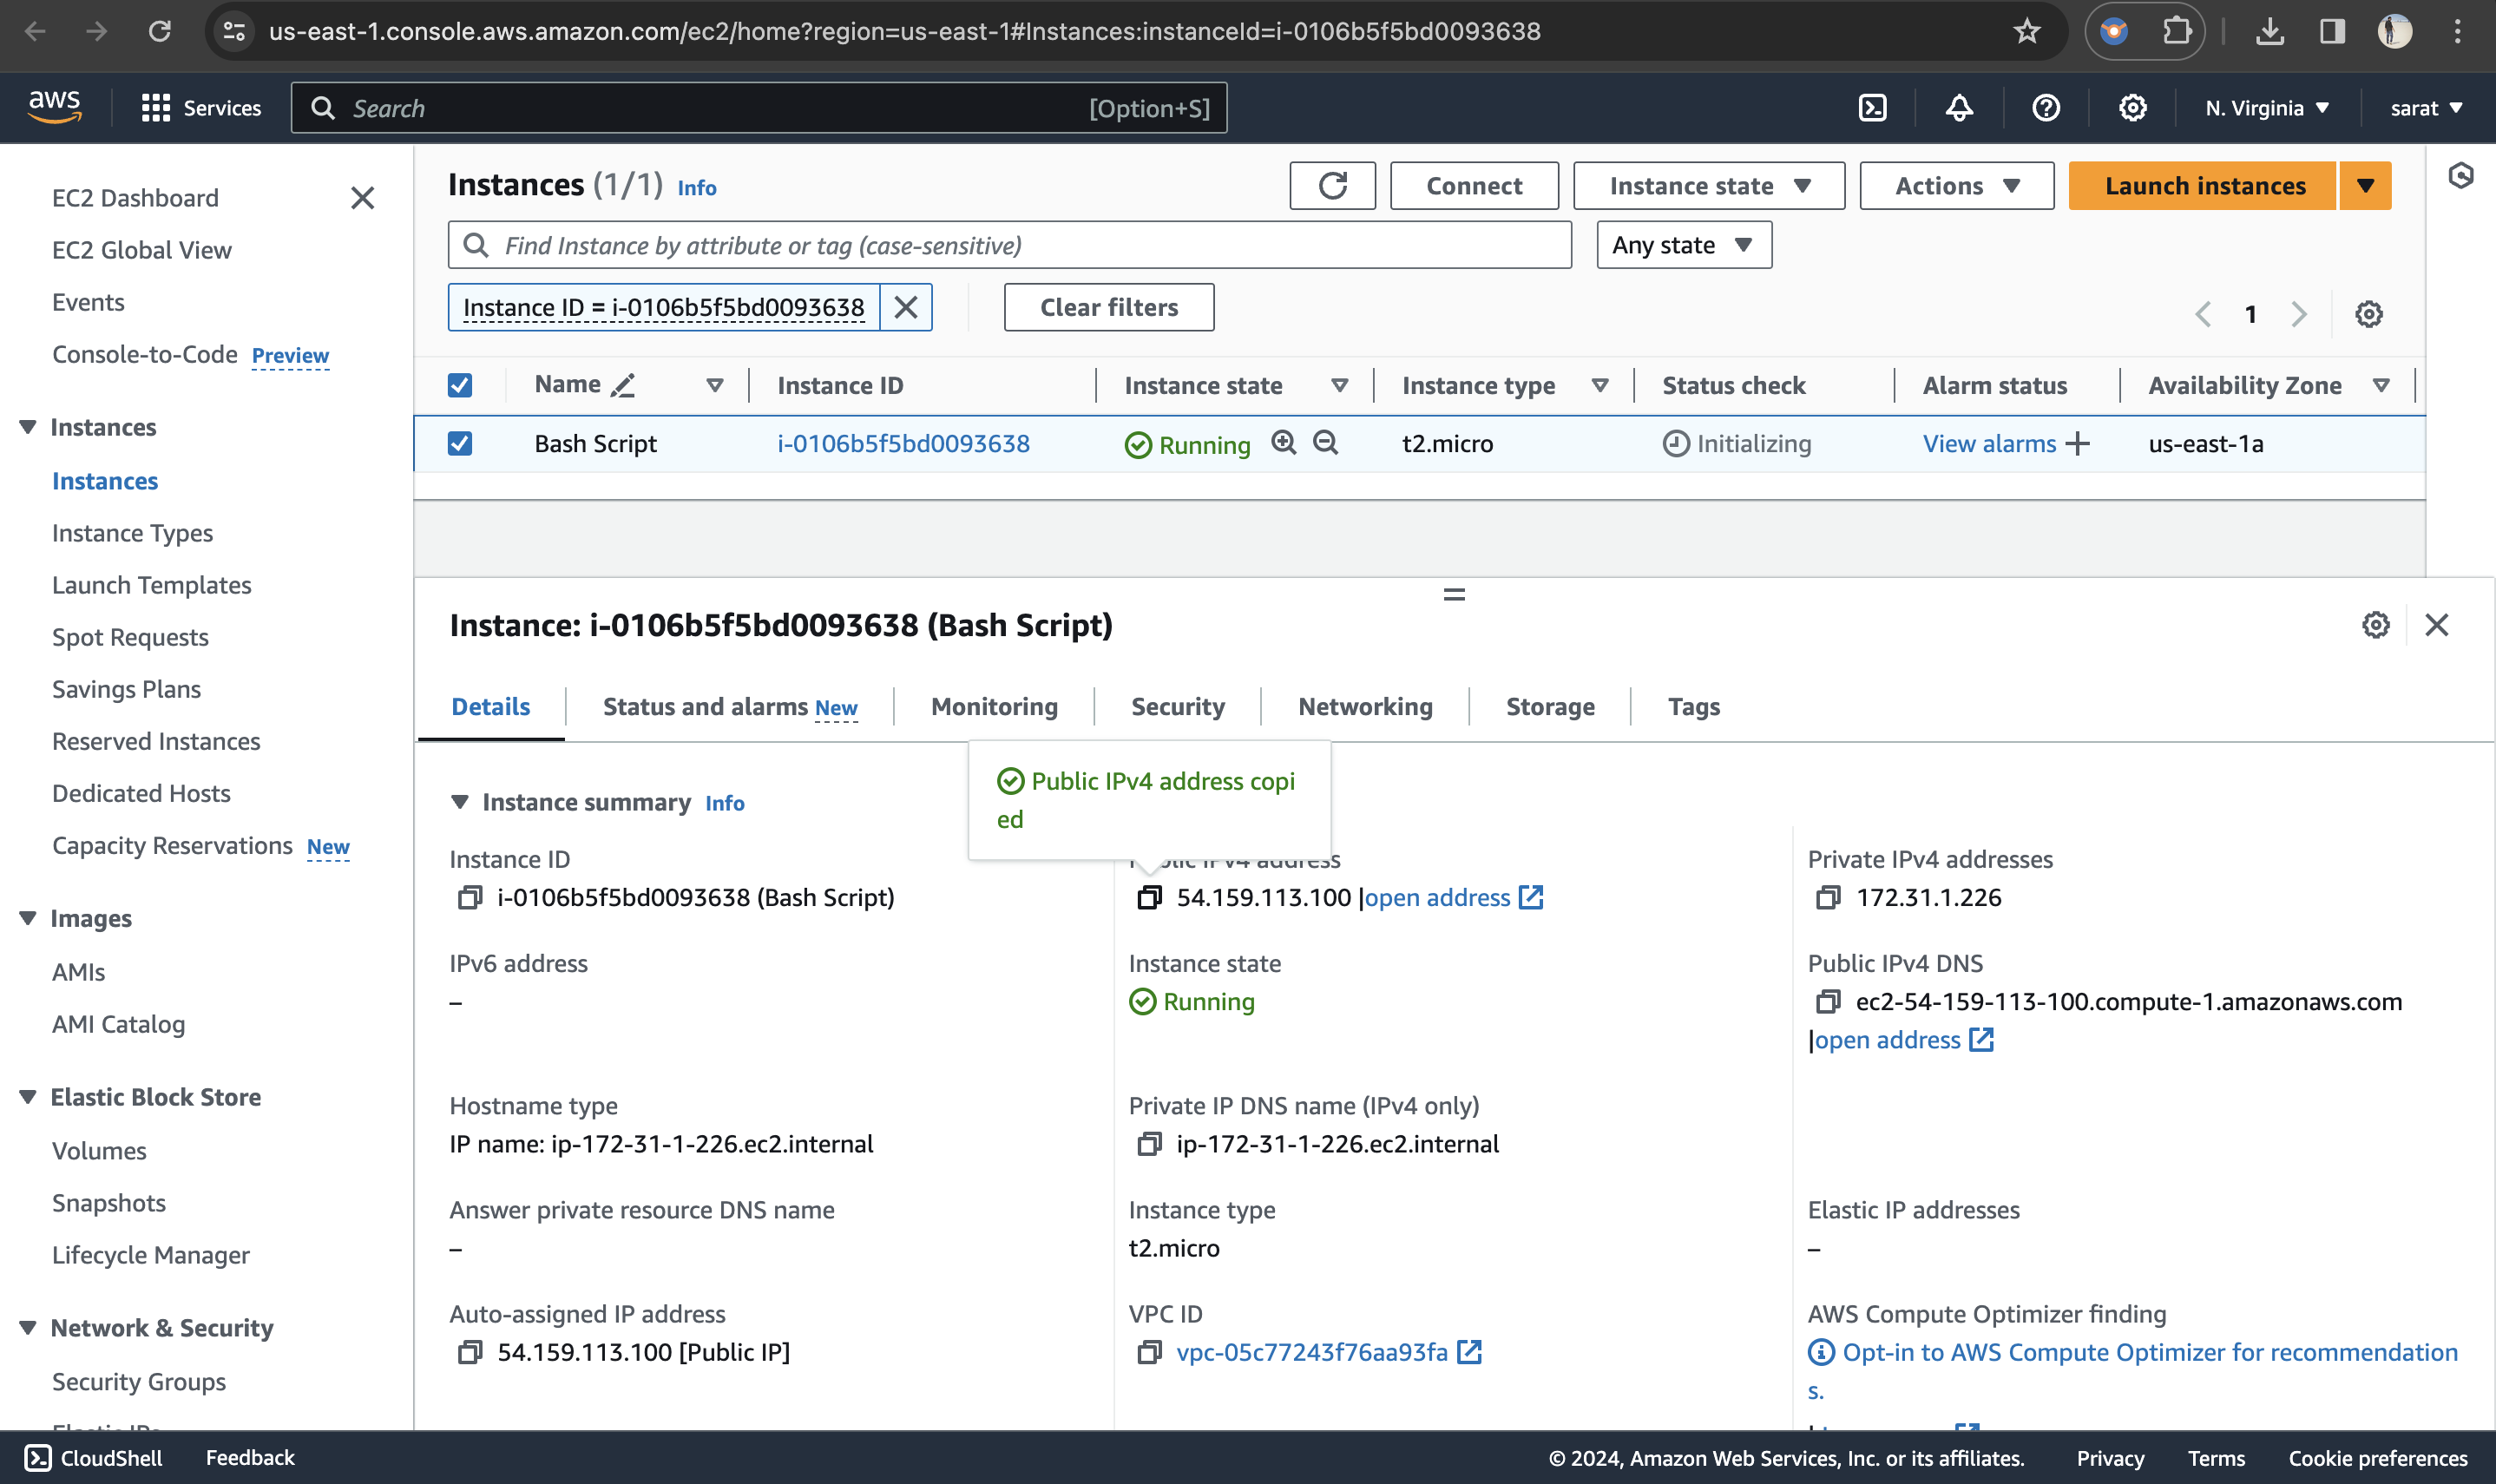 us-east-1.console.aws.amazon.com/ec2/home?region=us-east-1#Instances:instanceId=i-0106b5f5bd0093638
aws Services Search [Option+S] N. Virginia sarat
EC2 Dashboard
EC2 Global View
Events
Console-to-Code Preview
Instances
Instances
Instance Types
Launch Templates
Spot Requests
Savings Plans
Reserved Instances
Dedicated Hosts
Capacity Reservations New
Images
AMIs
AMI Catalog
Elastic Block Store
Volumes
Snapshots
Lifecycle Manager
Network & Security
Security Groups
Instances (1/1) Info Connect Instance state Actions Launch instances
Find Instance by attribute or tag (case-sensitive) Any state
Instance ID = i-0106b5f5bd0093638 Clear filters 1
Name Instance ID Instance state Instance type Status check Alarm status Availability Zone
Bash Script i-0106b5f5bd0093638 Running t2.micro Initializing View alarms us-east-1a
Instance: i-0106b5f5bd0093638 (Bash Script)
Details Status and alarms New Monitoring Security Networking Storage Tags
Public IPv4 address copi
ed
Instance summary Info
Instance ID
i-0106b5f5bd0093638 (Bash Script)
Public IPv4 address
54.159.113.100 |open address
Private IPv4 addresses
172.31.1.226
IPv6 address
–
Instance state
Running
Public IPv4 DNS
ec2-54-159-113-100.compute-1.amazonaws.com
|open address
Hostname type
IP name: ip-172-31-1-226.ec2.internal
Private IP DNS name (IPv4 only)
ip-172-31-1-226.ec2.internal
Answer private resource DNS name
–
Instance type
t2.micro
Elastic IP addresses
–
Auto-assigned IP address
54.159.113.100 [Public IP]
VPC ID
vpc-05c77243f76aa93fa
AWS Compute Optimizer finding
Opt-in to AWS Compute Optimizer for recommendation
s.
CloudShell Feedback © 2024, Amazon Web Services, Inc. or its affiliates. Privacy Terms Cookie preferences